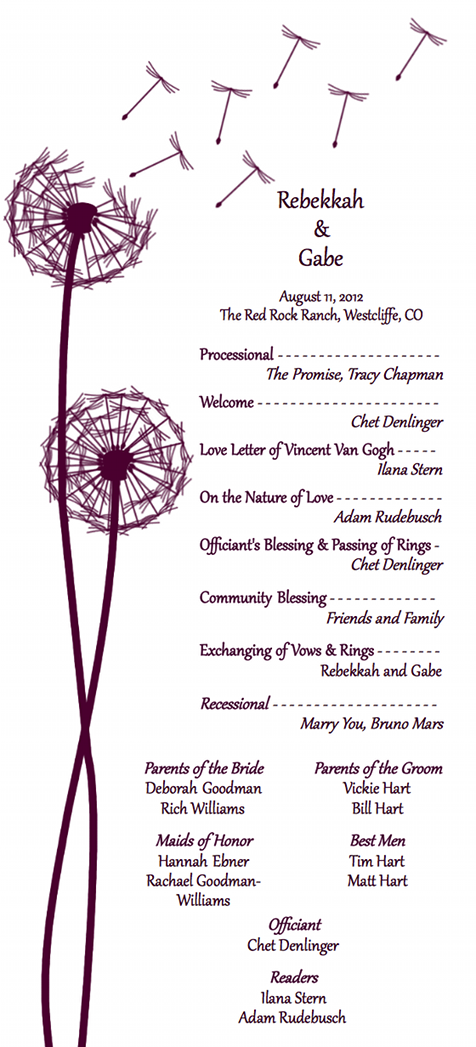 Rebekkah
&
Gabe
August 11, 2012
The Red Rock Ranch, Westcliffe, CO
Processional - - - - - - - - - - - - - - - - - - - - -
The Promise, Tracy Chapman
Welcome - - - - - - - - - - - - - - - - - - - - - - -
Chet Denlinger
Love Letter of Vincent Van Gogh - - - - -
Ilana Stern
On the Nature of Love - - - - - - - - - - - - -
Adam Rudebusch
Officiant's Blessing & Passing of Rings -
Chet Denlinger
Community Blessing - - - - - - - - - - - - -
Friends and Family
Exchanging of Vows & Rings - - - - - - - -
Rebekkah and Gabe
Recessional - - - - - - - - - - - - - - - - - - - - -
Marry You, Bruno Mars
Parents of the Bride
Deborah Goodman
Rich Williams
Parents of the Groom
Vickie Hart
Bill Hart
Maids of Honor
Hannah Ebner
Rachael Goodman-
Williams
Best Men
Tim Hart
Matt Hart
Officiant
Chet Denlinger
Readers
Ilana Stern
Adam Rudebusch